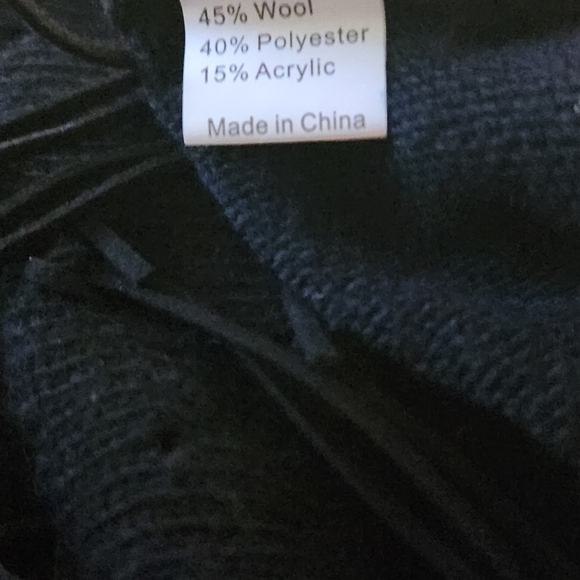 45% Wool
40% Polyester
15% Acrylic
Made in China